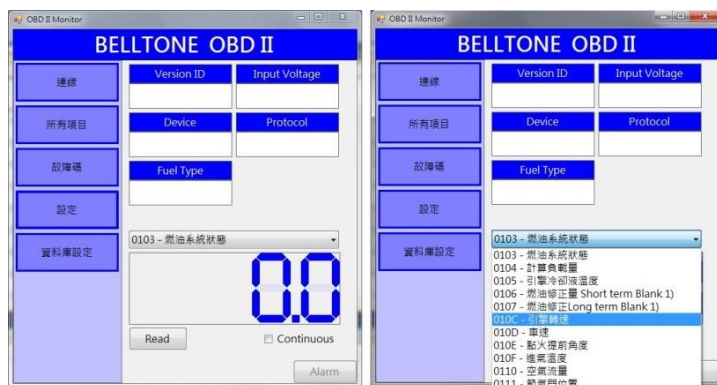 OBD II Monitor
BELLTONE OBD II
連線
所有項目
故障碼
設定
資料庫設定
Version ID
Input Voltage
Device
Protocol
Fuel Type
0103 - 燃油系統狀態
0.0
Read
Continuous
Alarm
OBD II Monitor
BELLTONE OBD II
連線
所有項目
故障碼
設定
資料庫設定
Version ID
Input Voltage
Device
Protocol
Fuel Type
0103 - 燃油系統狀態
0103 - 燃油系統狀態
0104 - 計算負載量
0105 - 引擎冷卻液溫度
0106 - 燃油修正量 Short term Blank 1)
0107 - 燃油修正Long term Blank 1)
010C - 引擎轉速
010D - 車速
010E - 點火提前角度
010F - 進氣溫度
0110 - 空氣流量
0111 - 節氣門位置